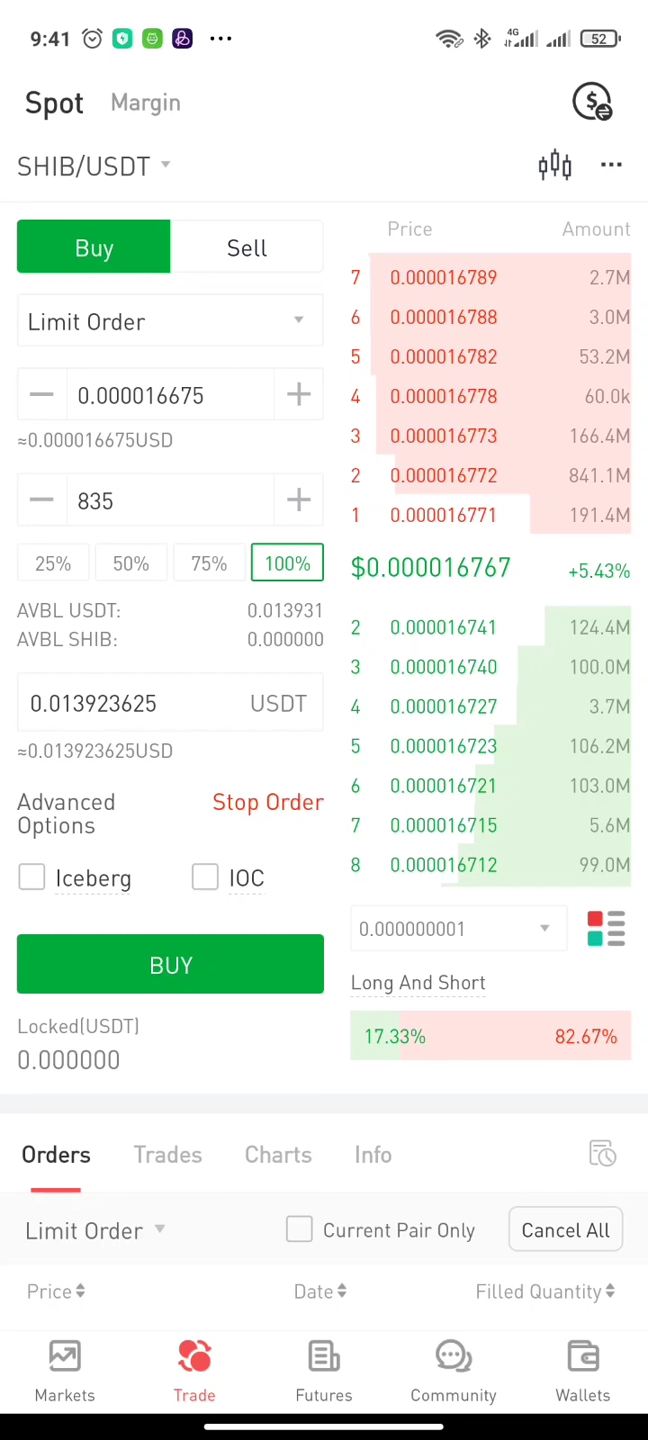 9:41
4G
52
Spot Margin
SHIB/USDT
Buy Sell
Limit Order
0.000016675
≈0.000016675USD
835
25% 50% 75% 100%
AVBL USDT: 0.013931
AVBL SHIB: 0.000000
0.013923625 USDT
≈0.013923625USD
Advanced Options
Stop Order
Iceberg IOC
BUY
Locked(USDT)
0.000000
Price Amount
7 0.000016789 2.7M
6 0.000016788 3.0M
5 0.000016782 53.2M
4 0.000016778 60.0k
3 0.000016773 166.4M
2 0.000016772 841.1M
1 0.000016771 191.4M
$0.000016767 +5.43%
2 0.000016741 124.4M
3 0.000016740 100.0M
4 0.000016727 3.7M
5 0.000016723 106.2M
6 0.000016721 103.0M
7 0.000016715 5.6M
8 0.000016712 99.0M
0.000000001
Long And Short
17.33% 82.67%
Orders Trades Charts Info
Limit Order Current Pair Only Cancel All
Price Date Filled Quantity
Markets Trade Futures Community Wallets